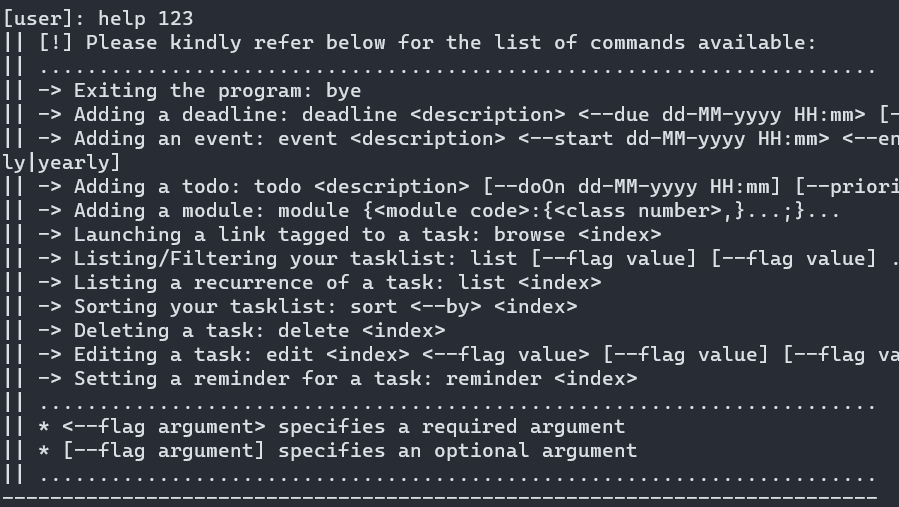 [user]: help 123
|| [!] Please kindly refer below for the list of commands available:
|| ......................................................................
|| -> Exiting the program: bye
|| -> Adding a deadline: deadline <description> <--due dd-MM-yyyy HH:mm> [-
|| -> Adding an event: event <description> <--start dd-MM-yyyy HH:mm> <--en
ly|yearly]
|| -> Adding a todo: todo <description> [--doOn dd-MM-yyyy HH:mm] [--priori
|| -> Adding a module: module {<module code>:{<class number>,}...;}...
|| -> Launching a link tagged to a task: browse <index>
|| -> Listing/Filtering your tasklist: list [--flag value] [--flag value] .
|| -> Listing a recurrence of a task: list <index>
|| -> Sorting your tasklist: sort <--by> <index>
|| -> Deleting a task: delete <index>
|| -> Editing a task: edit <index> <--flag value> [--flag value] [--flag va
|| -> Setting a reminder for a task: reminder <index>
|| ......................................................................
|| * <--flag argument> specifies a required argument
|| * [--flag argument] specifies an optional argument
|| ......................................................................
-------------------------------------------------------------------------